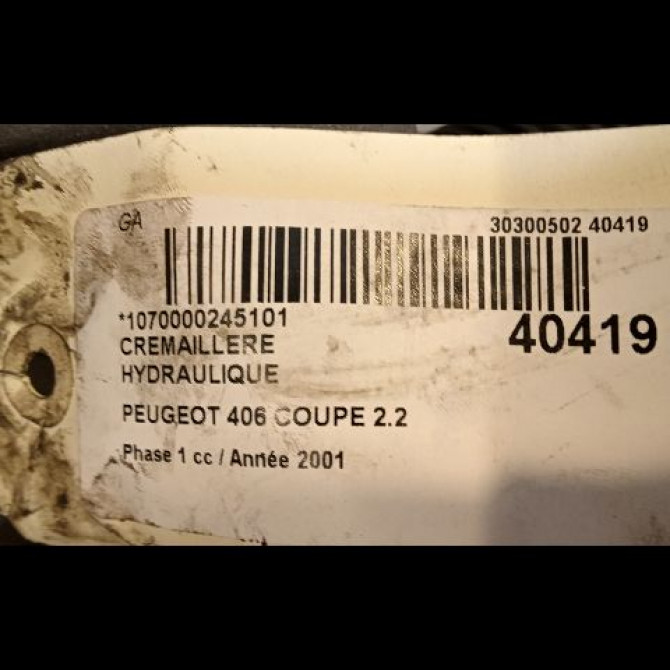 GA
30300502 40419
*1070000245101
40419
CREMAILLERE
HYDRAULIQUE
PEUGEOT 406 COUPE 2.2
Phase 1 cc / Année 2001